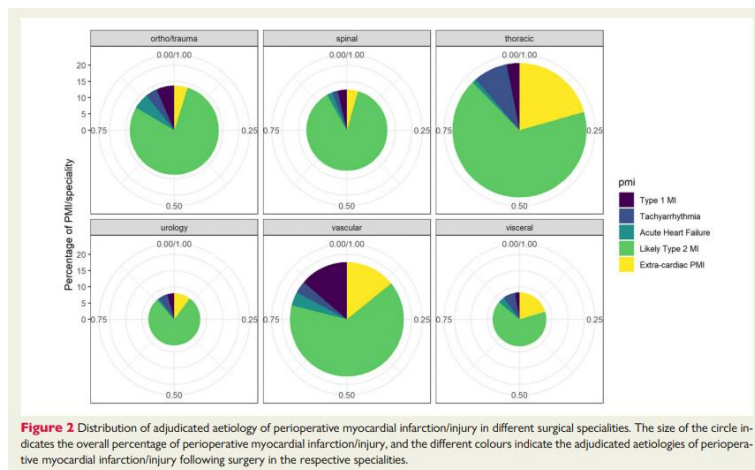 ortho/trauma
spinal
thoracic
0.00/1.00
0.00/1.00
0.00/1.00
20
15
10
5
0
0.75
0.75
0.75
0.25
0.25
0.25
0.50
0.50
0.50
Percentage of PMI/speciality
urology
vascular
visceral
0.00/1.00
0.00/1.00
0.00/1.00
20
15
10
5
0
0.75
0.75
0.75
0.25
0.25
0.25
0.50
0.50
0.50
pmi
Type 1 MI
Tachyarrhythmia
Acute Heart Failure
Likely Type 2 MI
Extra-cardiac PMI
Figure 2 Distribution of adjudicated aetiology of perioperative myocardial infarction/injury in different surgical specialities. The size of the circle in-
dicates the overall percentage of perioperative myocardial infarction/injury, and the different colours indicate the adjudicated aetiologies of periopera-
tive myocardial infarction/injury following surgery in the respective specialities.